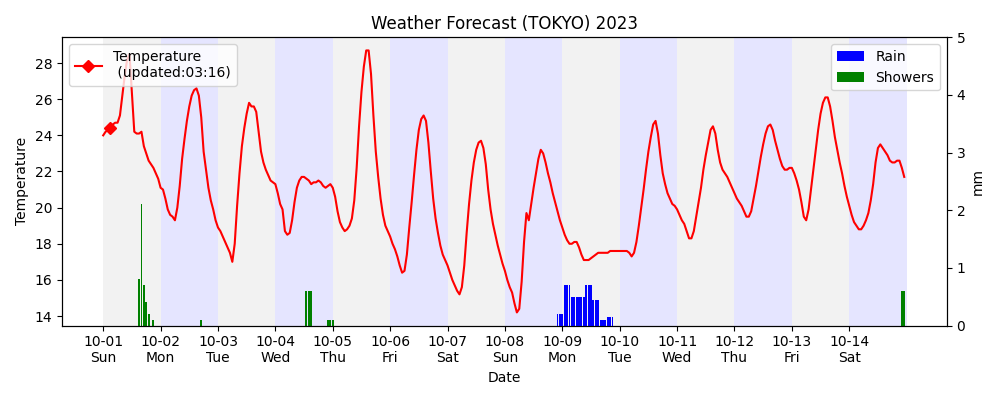 Weather Forecast (TOKYO) 2023
Temperature
(updated:03:16)
Rain
Showers
Temperature
28
26
24
22
20
18
16
14
5
4
3
2
1
0
mm
10-01 10-02 10-03 10-04 10-05 10-06 10-07 10-08 10-09 10-10 10-11 10-12 10-13 10-14
Sun Mon Tue Wed Thu Fri Sat Sun Mon Tue Wed Thu Fri Sat
Date